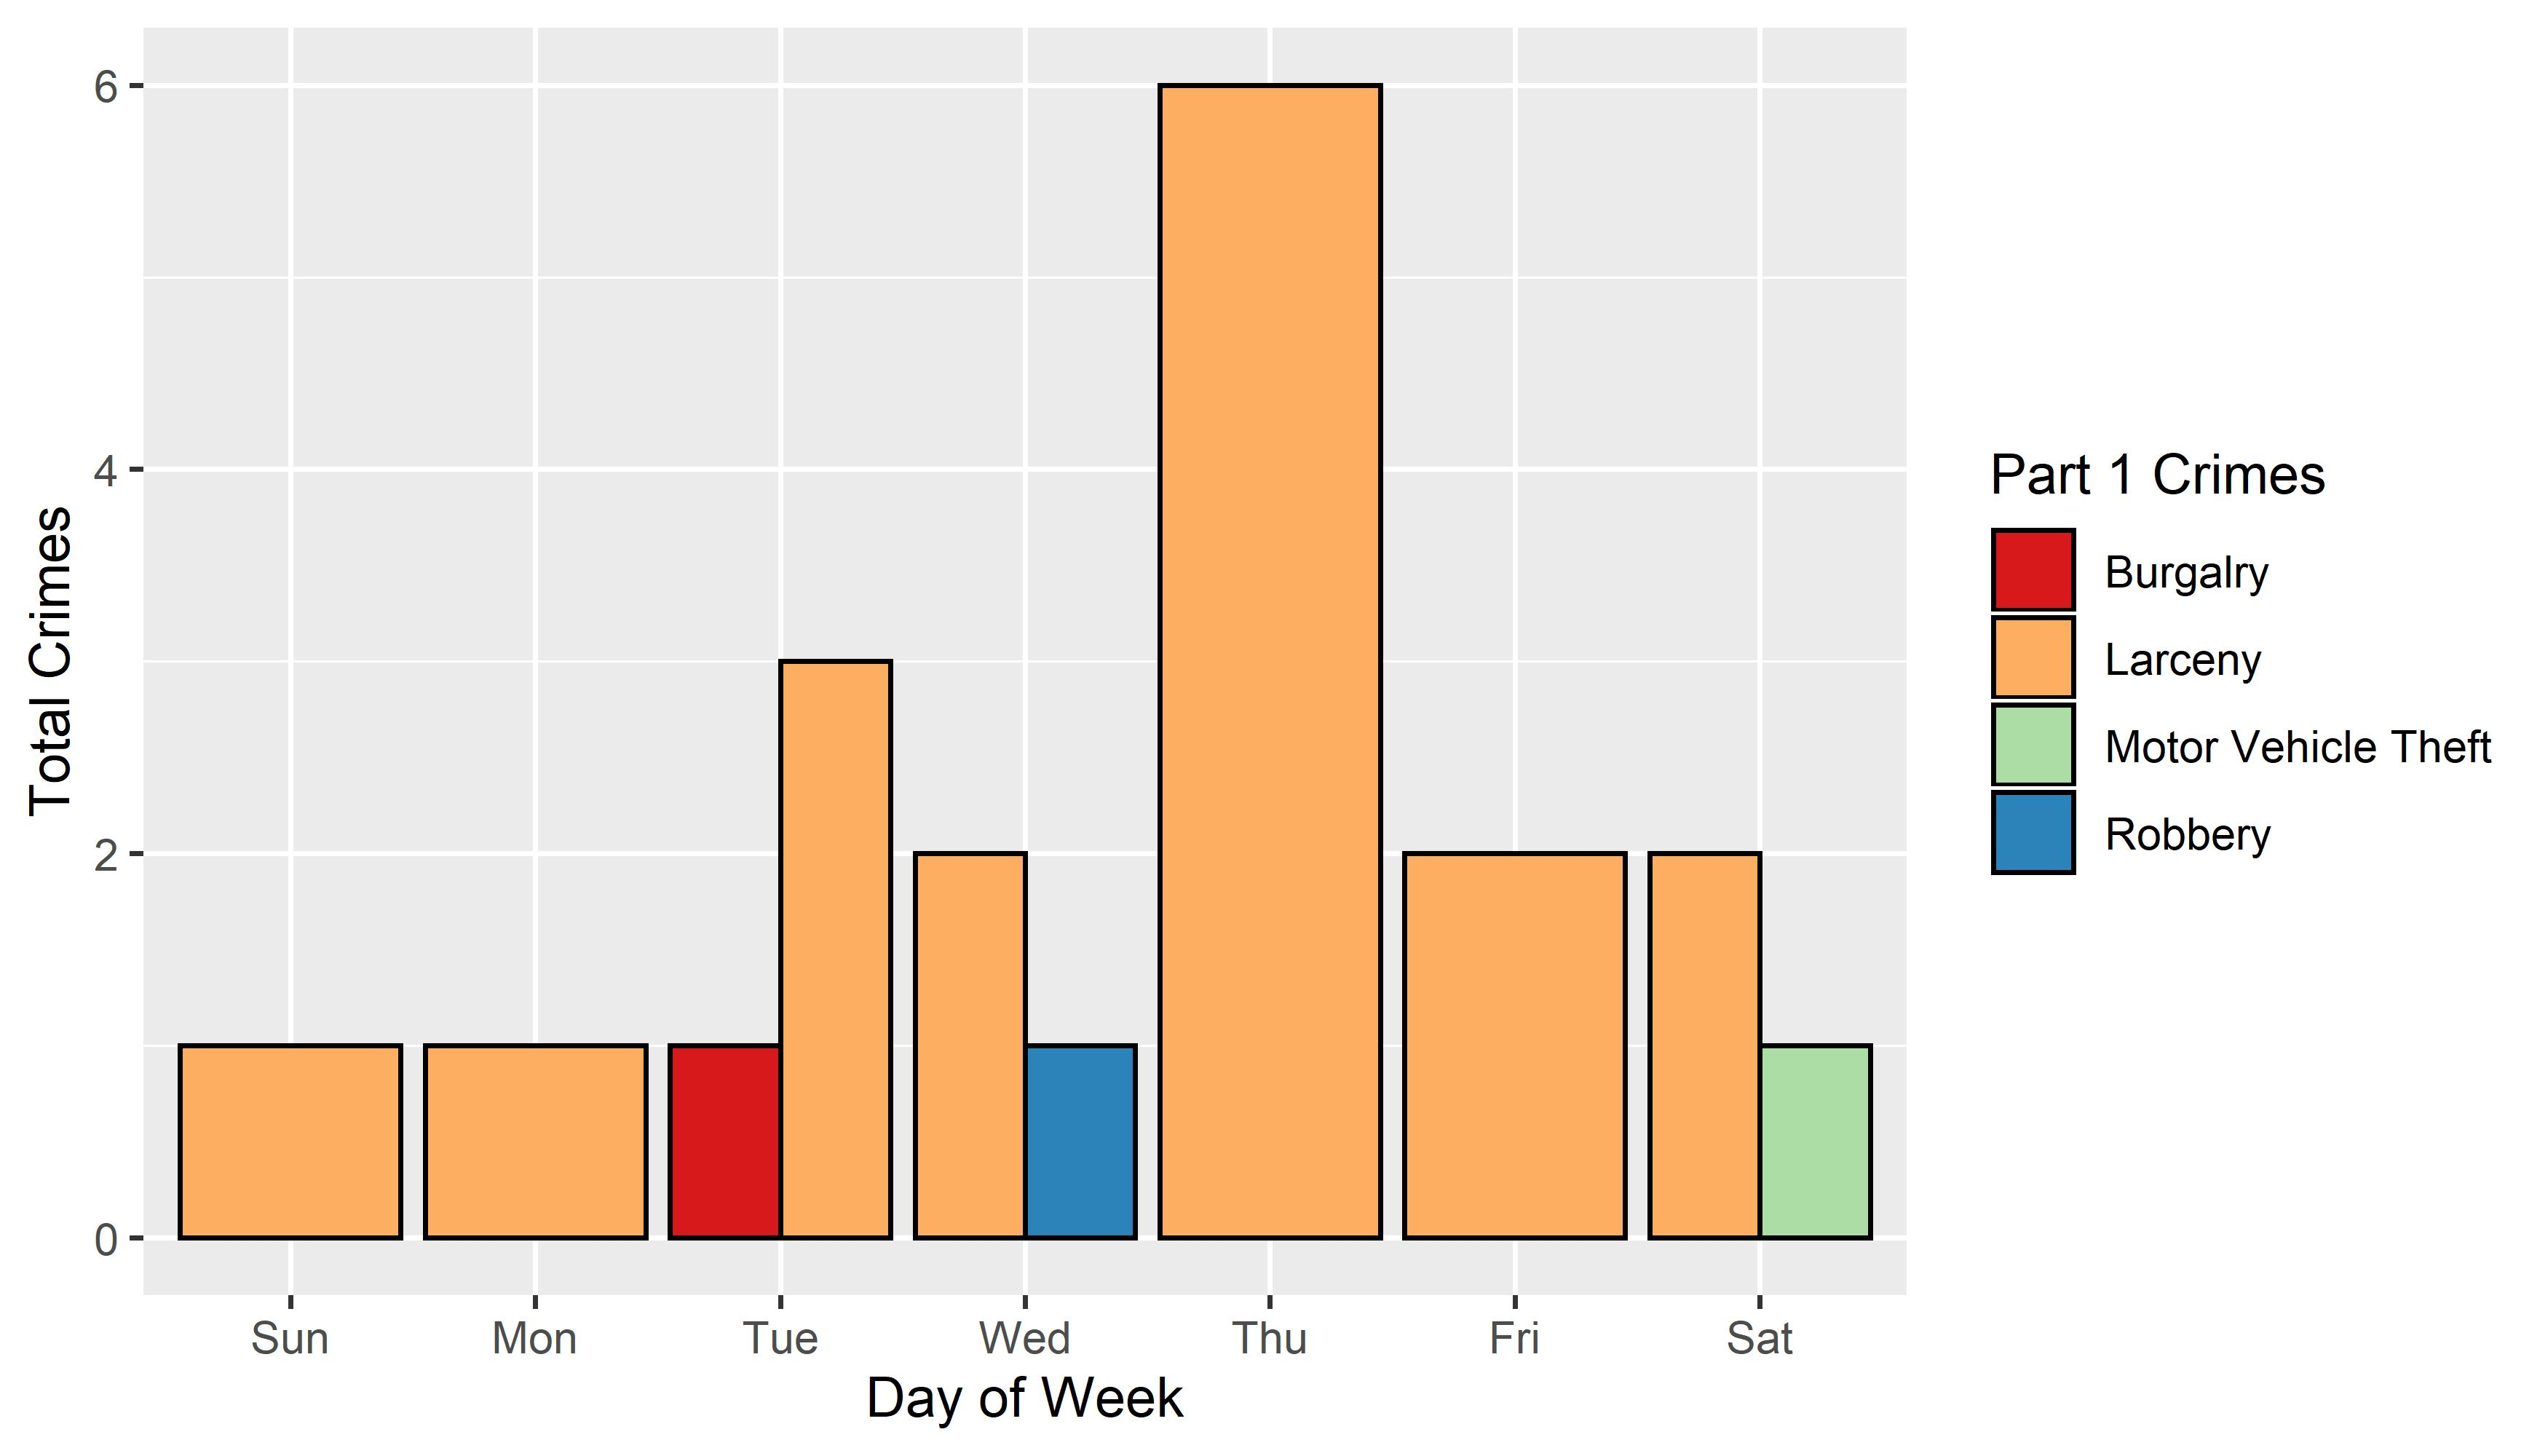 6
4
2
0
Total Crimes
Sun Mon Tue Wed Thu Fri Sat
Day of Week
Part 1 Crimes
Burgalry
Larceny
Motor Vehicle Theft
Robbery